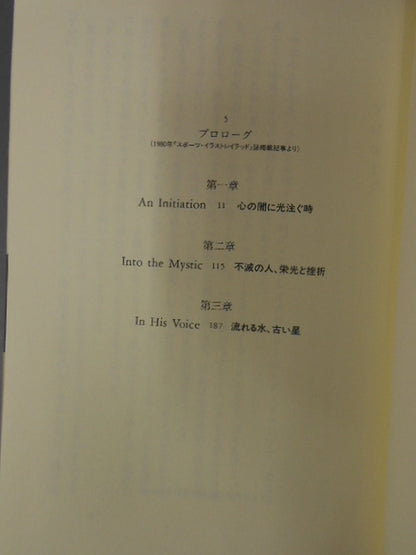 5
プロローグ
(1980年『スポーツ・イラストレイテッド』誌掲載記事より)
第一章
An Initiation 11 心の闇に光注ぐ時
第二章
Into the Mystic 115 不滅の人、栄光と挫折
第三章
In His Voice 187 流れる水、古い星